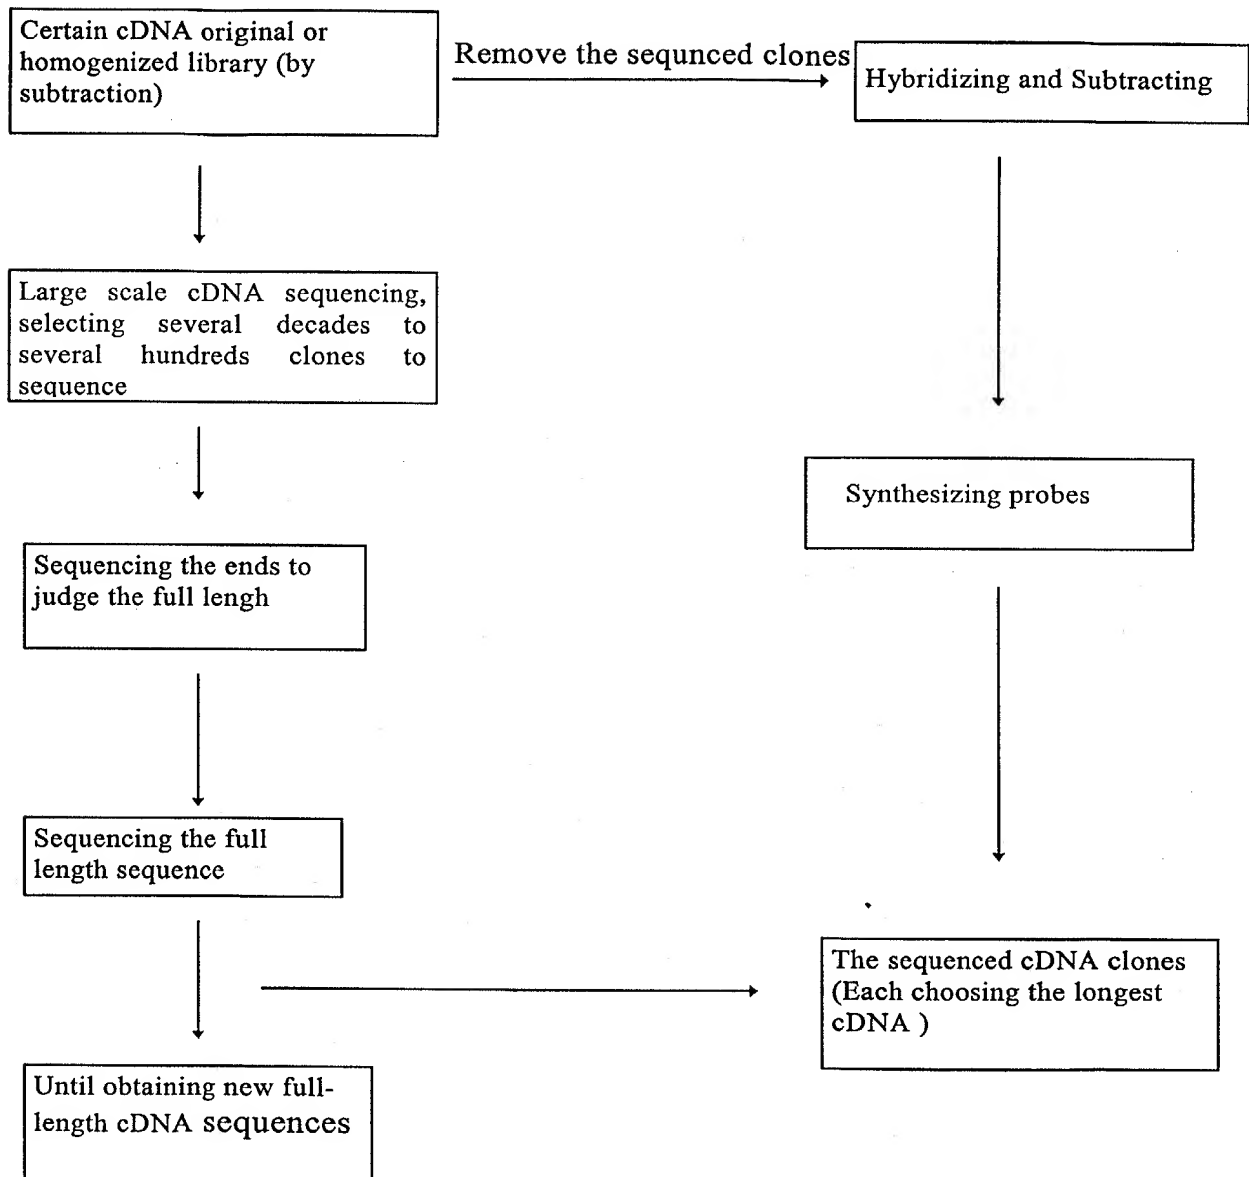 Certain cDNA original or
homogenized library (by
subtraction)
Remove the sequnced clones
Hybridizing and Subtracting
Large scale cDNA sequencing,
selecting several decades to
several hundreds clones to
sequence
Synthesizing probes
Sequencing the ends to
judge the full lengh
Sequencing the full
length sequence
The sequenced cDNA clones
(Each choosing the longest
cDNA )
Until obtaining new full-
length cDNA sequences